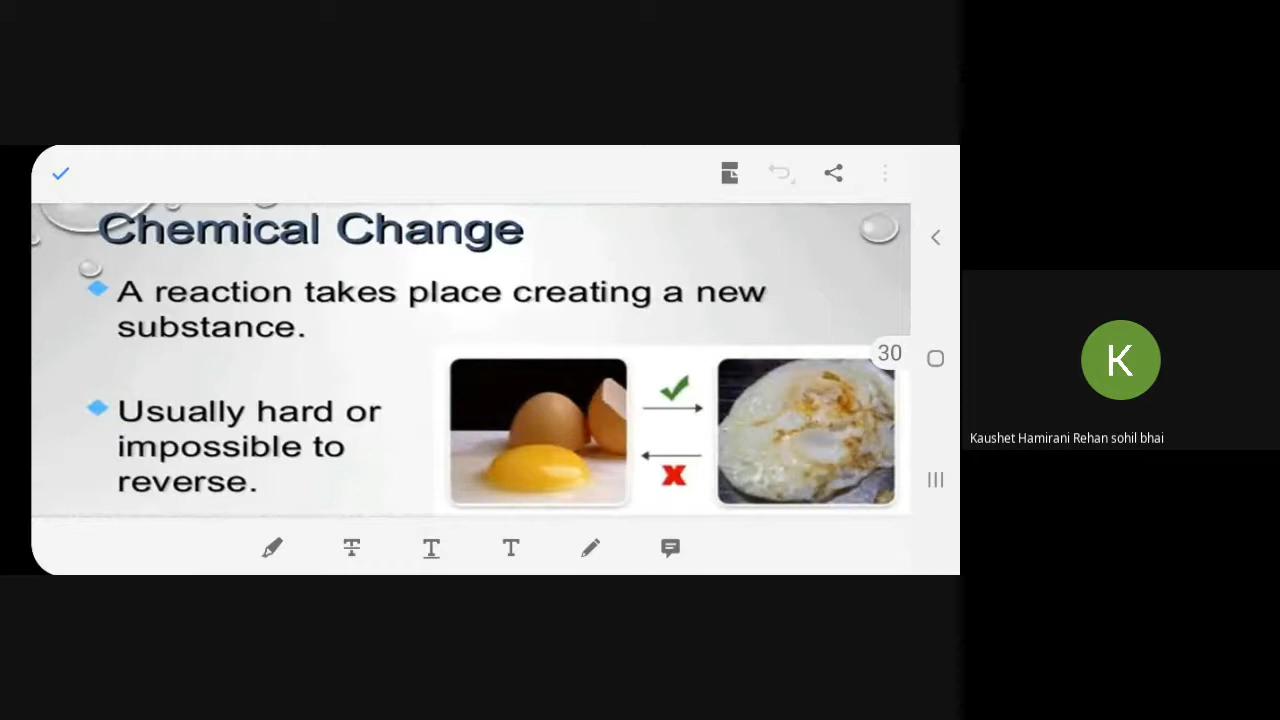 Chemical Change
A reaction takes place creating a new
substance.
30
Usually hard or
impossible to
reverse.
K
Kaushet Hamirani Rehan sohil bhai